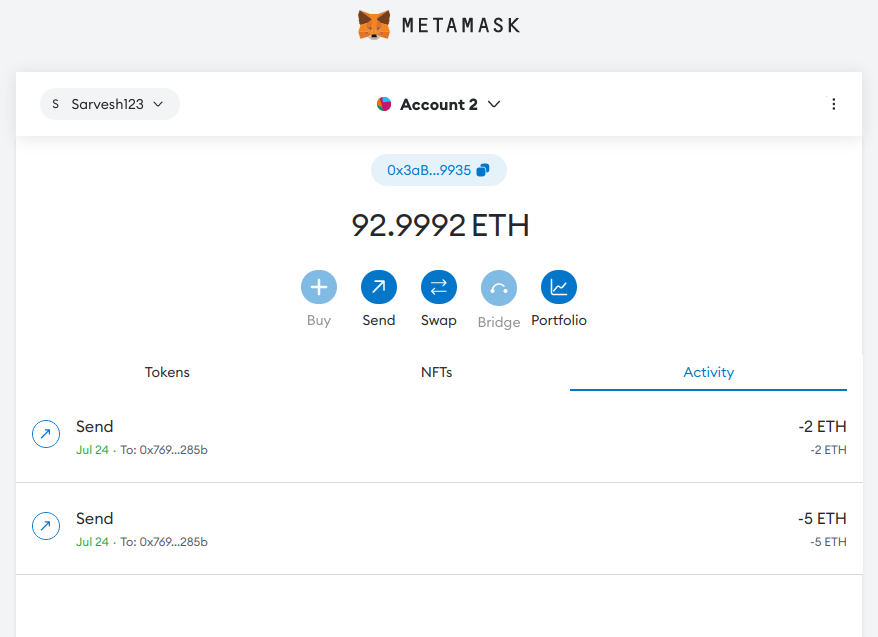 METAMASK
S Sarvesh123
Account 2
0x3aB...9935
92.9992 ETH
Buy Send Swap Bridge Portfolio
Tokens NFTs Activity
Send -2 ETH
Jul 24 · To: 0x769...285b -2 ETH
Send -5 ETH
Jul 24 · To: 0x769...285b -5 ETH